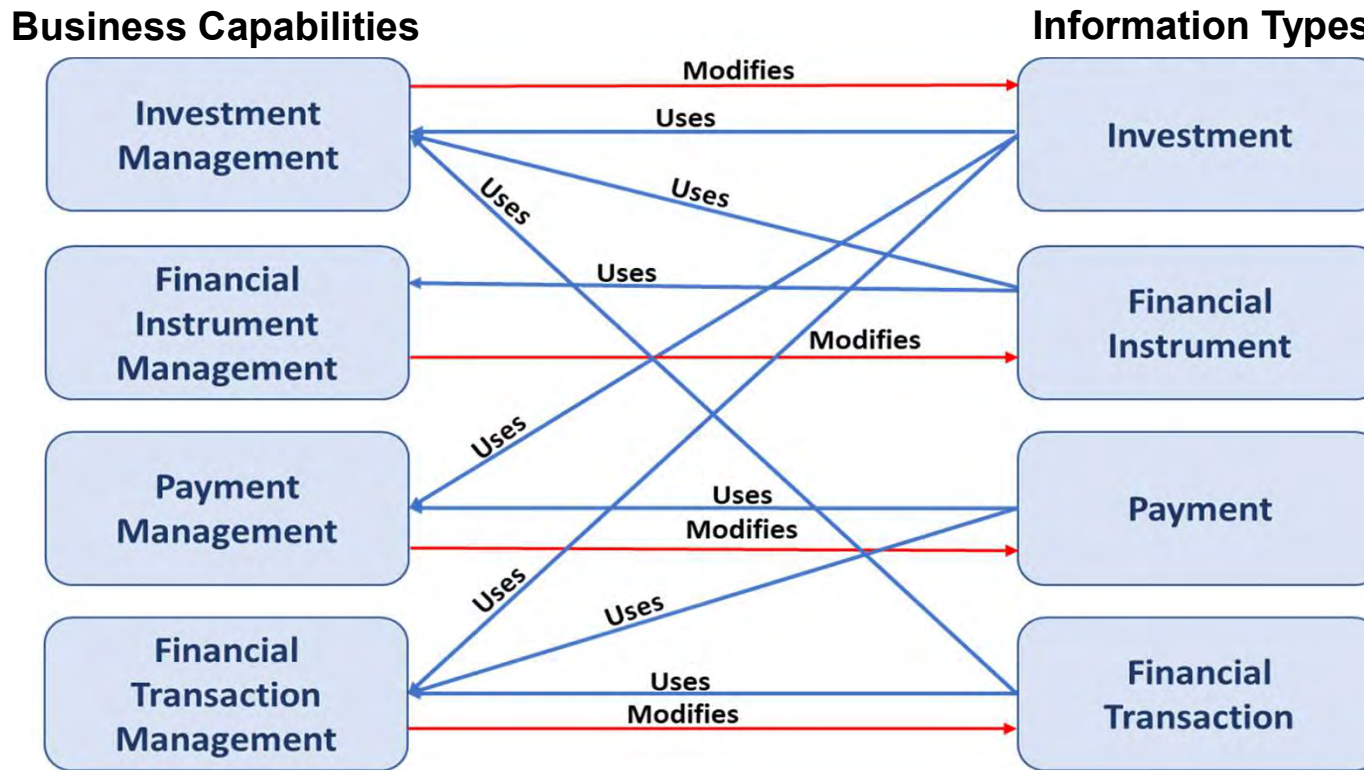 Business Capabilities
Information Types
Investment
Management
Modifies
Uses
Investment
Uses
Uses
Financial
Instrument
Management
Uses
Modifies
Financial
Instrument
Uses
Payment
Management
Uses
Modifies
Payment
Uses
Uses
Financial
Transaction
Management
Uses
Modifies
Financial
Transaction